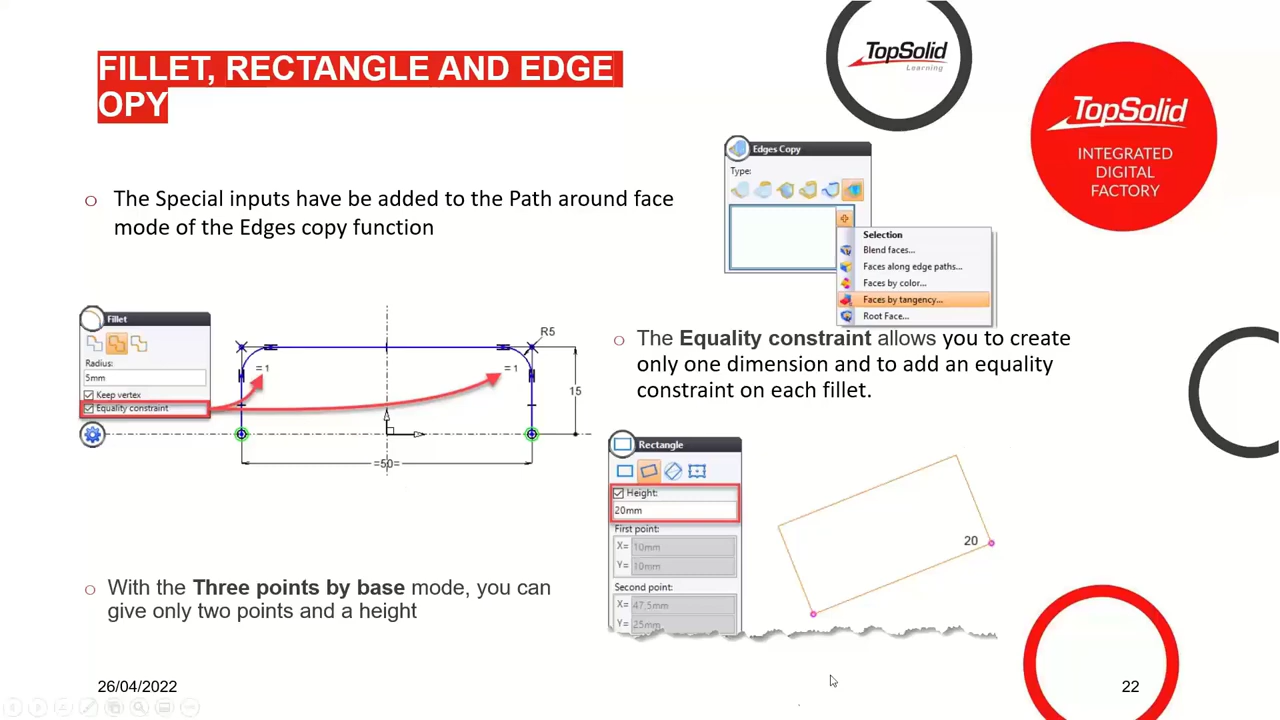 FILLET, RECTANGLE AND EDGE
OPY
TopSolid
Learning
TopSolid
INTEGRATED
DIGITAL
FACTORY
Edges Copy
Type:
Selection
Blend faces...
Faces along edge paths...
Faces by color...
Faces by tangency...
Root Face...
o The Special inputs have be added to the Path around face
mode of the Edges copy function
Fillet
Radius:
5mm
Keep vertex
Equality constraint
R5
= 1
= 1
15
=50=
o The Equality constraint allows you to create
only one dimension and to add an equality
constraint on each fillet.
Rectangle
Height:
20mm
First point:
X= 10mm
Y= 10mm
Second point:
X= 47,5mm
Y= 25mm
20
o With the Three points by base mode, you can
give only two points and a height
26/04/2022
22